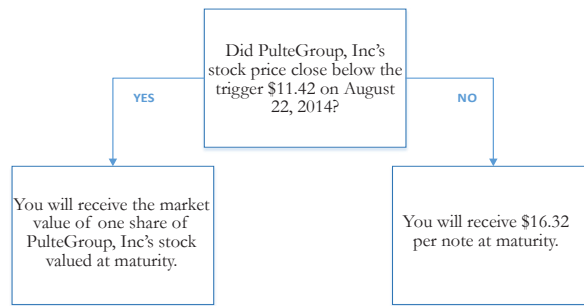 Did PulteGroup, Inc’s
stock price close below the
trigger $11.42 on August
22, 2014?
YES
NO
You will receive the market
value of one share of
PulteGroup, Inc’s stock
valued at maturity.
You will receive $16.32
per note at maturity.